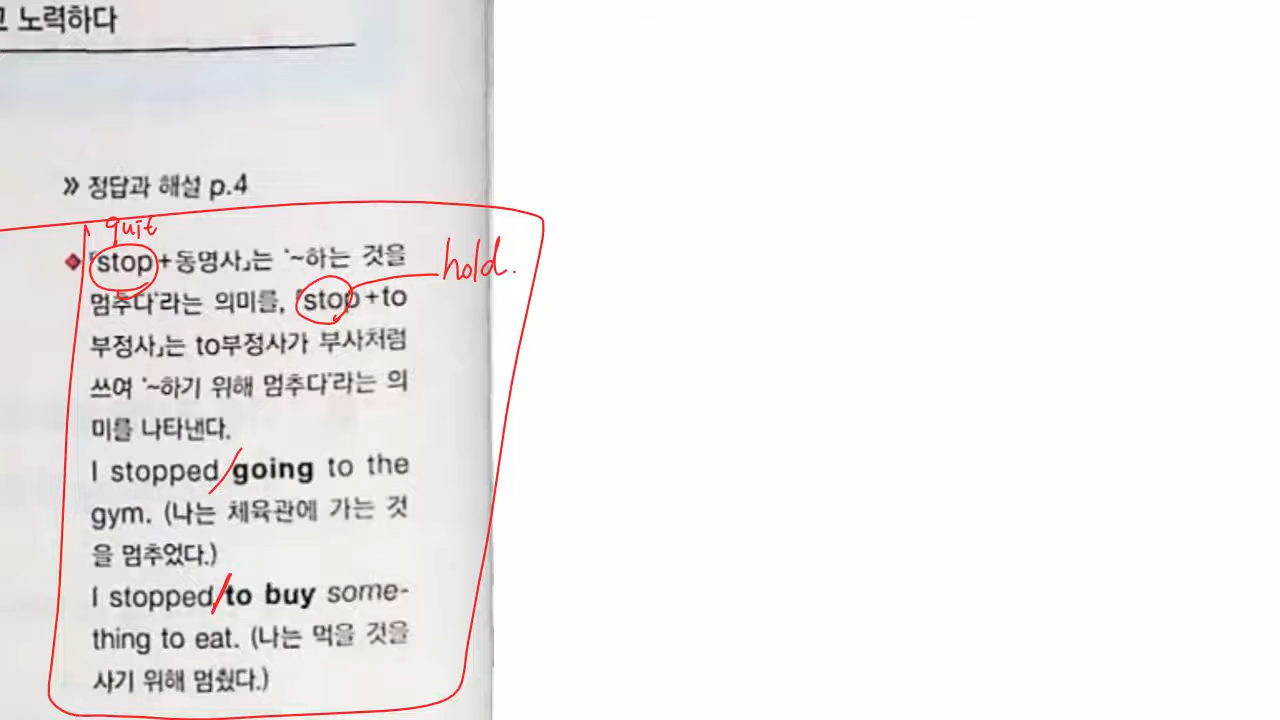 고 노력하다
» 정답과 해설 p.4
quit
「stop+동명사」는 '~하는 것을
hold.
멈추다'라는 의미를, 「stop+to
부정사」는 to부정사가 부사처럼
쓰여 '~하기 위해 멈추다'라는 의
미를 나타낸다.
I stopped going to the
gym. (나는 체육관에 가는 것
을 멈추었다.)
I stopped to buy some-
thing to eat. (나는 먹을 것을
사기 위해 멈췄다.)